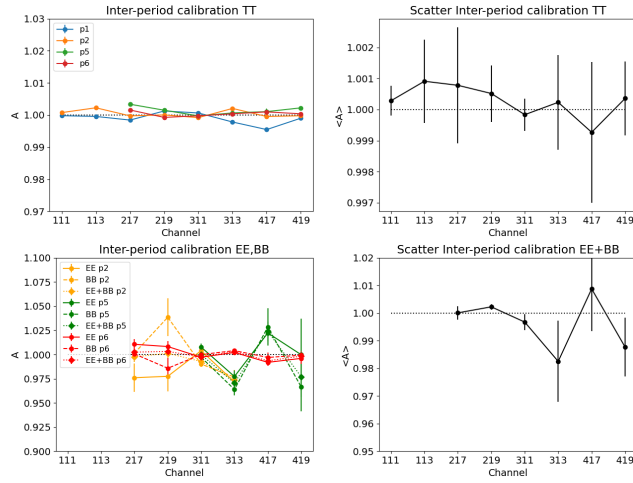 Inter-period calibration TT
1.03
1.02
1.01
1.00
0.99
0.98
0.97
A
p1
p2
p5
p6
111 113 217 219 311 313 417 419
Channel
Scatter Inter-period calibration TT
1.002
1.001
1.000
0.999
0.998
0.997
<A>
111 113 217 219 311 313 417 419
Channel
Inter-period calibration EE,BB
1.100
1.075
1.050
1.025
1.000
0.975
0.950
0.925
0.900
A
EE p2
BB p2
EE+BB p2
EE p5
BB p5
EE+BB p5
EE p6
BB p6
EE+BB p6
111 113 217 219 311 313 417 419
Channel
Scatter Inter-period calibration EE+BB
1.02
1.01
1.00
0.99
0.98
0.97
0.96
0.95
<A>
111 113 217 219 311 313 417 419
Channel